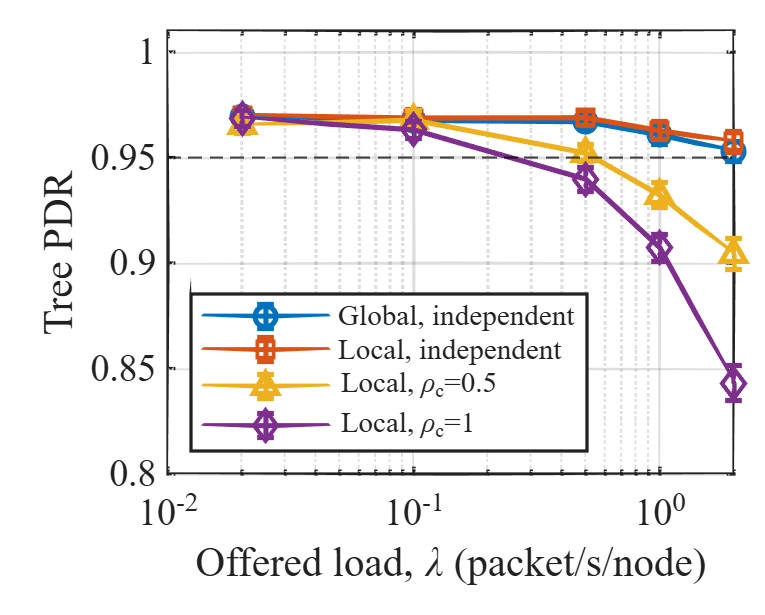 1
0.95
0.9
0.85
0.8
Tree PDR
Global, independent
Local, independent
Local, ρc=0.5
Local, ρc=1
10-2
10-1
100
Offered load, λ (packet/s/node)